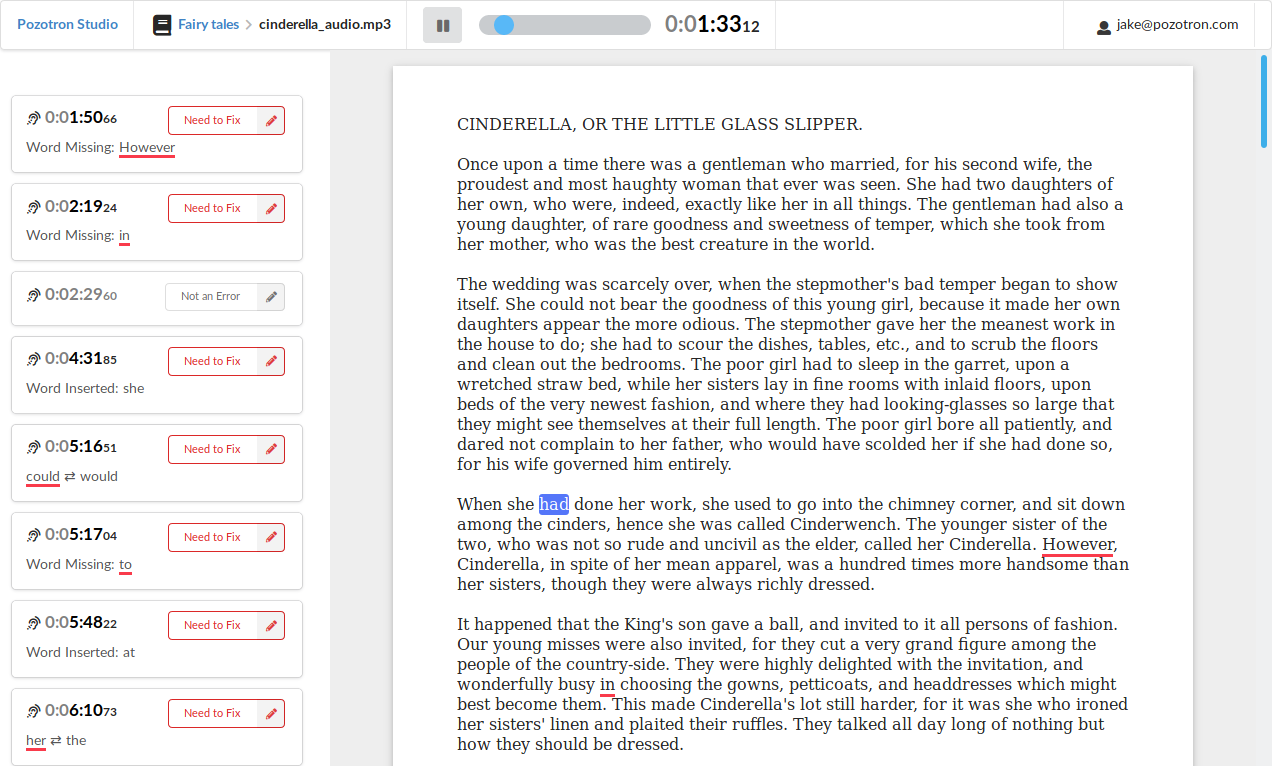 Pozotron Studio
Fairy tales > cinderella_audio.mp3
0:01:3312
jake@pozotron.com
0:01:5066
Need to Fix
Word Missing: However
0:02:1924
Need to Fix
Word Missing: in
0:02:2960
Not an Error
0:04:3185
Need to Fix
Word Inserted: she
0:05:1651
Need to Fix
could ⇄ would
0:05:1704
Need to Fix
Word Missing: to
0:05:4822
Need to Fix
Word Inserted: at
0:06:1073
Need to Fix
her ⇄ the
CINDERELLA, OR THE LITTLE GLASS SLIPPER.
Once upon a time there was a gentleman who married, for his second wife, the
proudest and most haughty woman that ever was seen. She had two daughters of
her own, who were, indeed, exactly like her in all things. The gentleman had also a
young daughter, of rare goodness and sweetness of temper, which she took from
her mother, who was the best creature in the world.
The wedding was scarcely over, when the stepmother's bad temper began to show
itself. She could not bear the goodness of this young girl, because it made her own
daughters appear the more odious. The stepmother gave her the meanest work in
the house to do; she had to scour the dishes, tables, etc., and to scrub the floors
and clean out the bedrooms. The poor girl had to sleep in the garret, upon a
wretched straw bed, while her sisters lay in fine rooms with inlaid floors, upon
beds of the very newest fashion, and where they had looking-glasses so large that
they might see themselves at their full length. The poor girl bore all patiently, and
dared not complain to her father, who would have scolded her if she had done so,
for his wife governed him entirely.
When she had done her work, she used to go into the chimney corner, and sit down
among the cinders, hence she was called Cinderwench. The younger sister of the
two, who was not so rude and uncivil as the elder, called her Cinderella. However,
Cinderella, in spite of her mean apparel, was a hundred times more handsome than
her sisters, though they were always richly dressed.
It happened that the King's son gave a ball, and invited to it all persons of fashion.
Our young misses were also invited, for they cut a very grand figure among the
people of the country-side. They were highly delighted with the invitation, and
wonderfully busy in choosing the gowns, petticoats, and headdresses which might
best become them. This made Cinderella's lot still harder, for it was she who ironed
her sisters' linen and plaited their ruffles. They talked all day long of nothing but
how they should be dressed.